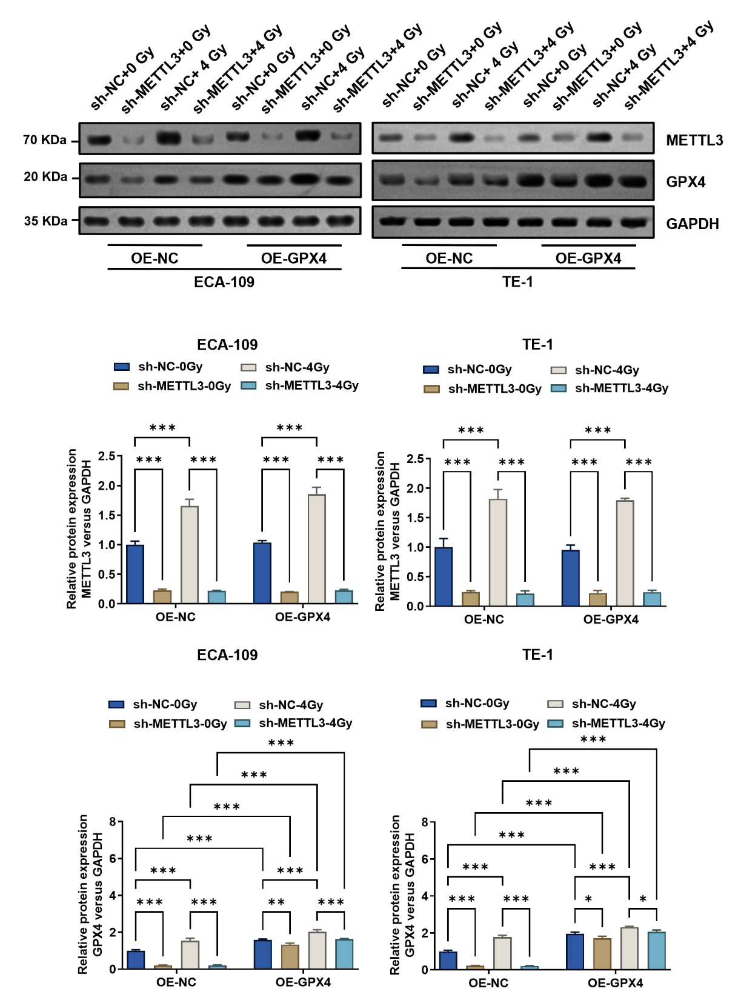 sh-NC+0 Gy
sh-METTL3+0 Gy
sh-NC+ 4 Gy
sh-METTL3+4 Gy
sh-NC+0 Gy
sh-METTL3+0 Gy
sh-NC+4 Gy
sh-METTL3+4 Gy
sh-NC+0 Gy
sh-METTL3+0 Gy
sh-NC+ 4 Gy
sh-METTL3+4 Gy
sh-NC+0 Gy
sh-METTL3+0 Gy
sh-NC+4 Gy
sh-METTL3+4 Gy
70 KDa
METTL3
20 KDa
GPX4
35 KDa
GAPDH
OE-NC
OE-GPX4
OE-NC
OE-GPX4
ECA-109
TE-1
ECA-109
sh-NC-0Gy
sh-NC-4Gy
sh-METTL3-0Gy
sh-METTL3-4Gy
Relative protein expression
METTL3 versus GAPDH
***
***
***
***
***
***
2.5
2.0
1.5
1.0
0.5
0.0
OE-NC
OE-GPX4
TE-1
sh-NC-0Gy
sh-NC-4Gy
sh-METTL3-0Gy
sh-METTL3-4Gy
Relative protein expression
METTL3 versus GAPDH
***
***
***
***
***
***
2.5
2.0
1.5
1.0
0.5
0.0
OE-NC
OE-GPX4
ECA-109
sh-NC-0Gy
sh-NC-4Gy
sh-METTL3-0Gy
sh-METTL3-4Gy
Relative protein expression
GPX4 versus GAPDH
***
***
***
***
***
***
***
***
**
***
8
6
4
2
0
OE-NC
OE-GPX4
TE-1
sh-NC-0Gy
sh-NC-4Gy
sh-METTL3-0Gy
sh-METTL3-4Gy
Relative protein expression
GPX4 versus GAPDH
***
***
***
***
***
***
***
***
*
*
8
6
4
2
0
OE-NC
OE-GPX4